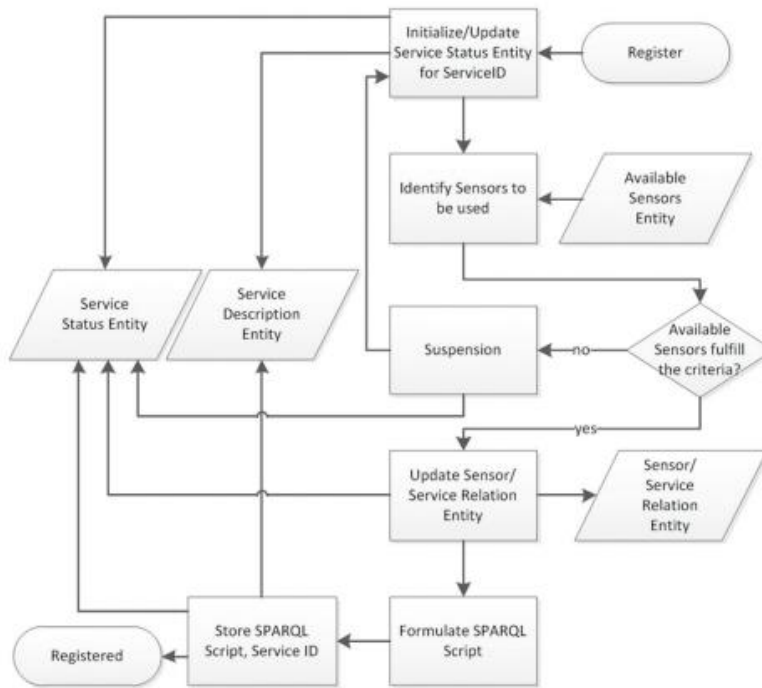 Initialize/Update
Service Status Entity
for ServiceID
Register
Identify Sensors to
be used
Available
Sensors
Entity
Service
Status Entity
Service
Description
Entity
Suspension
no
Available
Sensors fulfill
the criteria?
yes
Update Sensor/
Service Relation
Entity
Sensor/
Service
Relation
Entity
Registered
Store SPARQL
Script, Service ID
Formulate SPARQL
Script